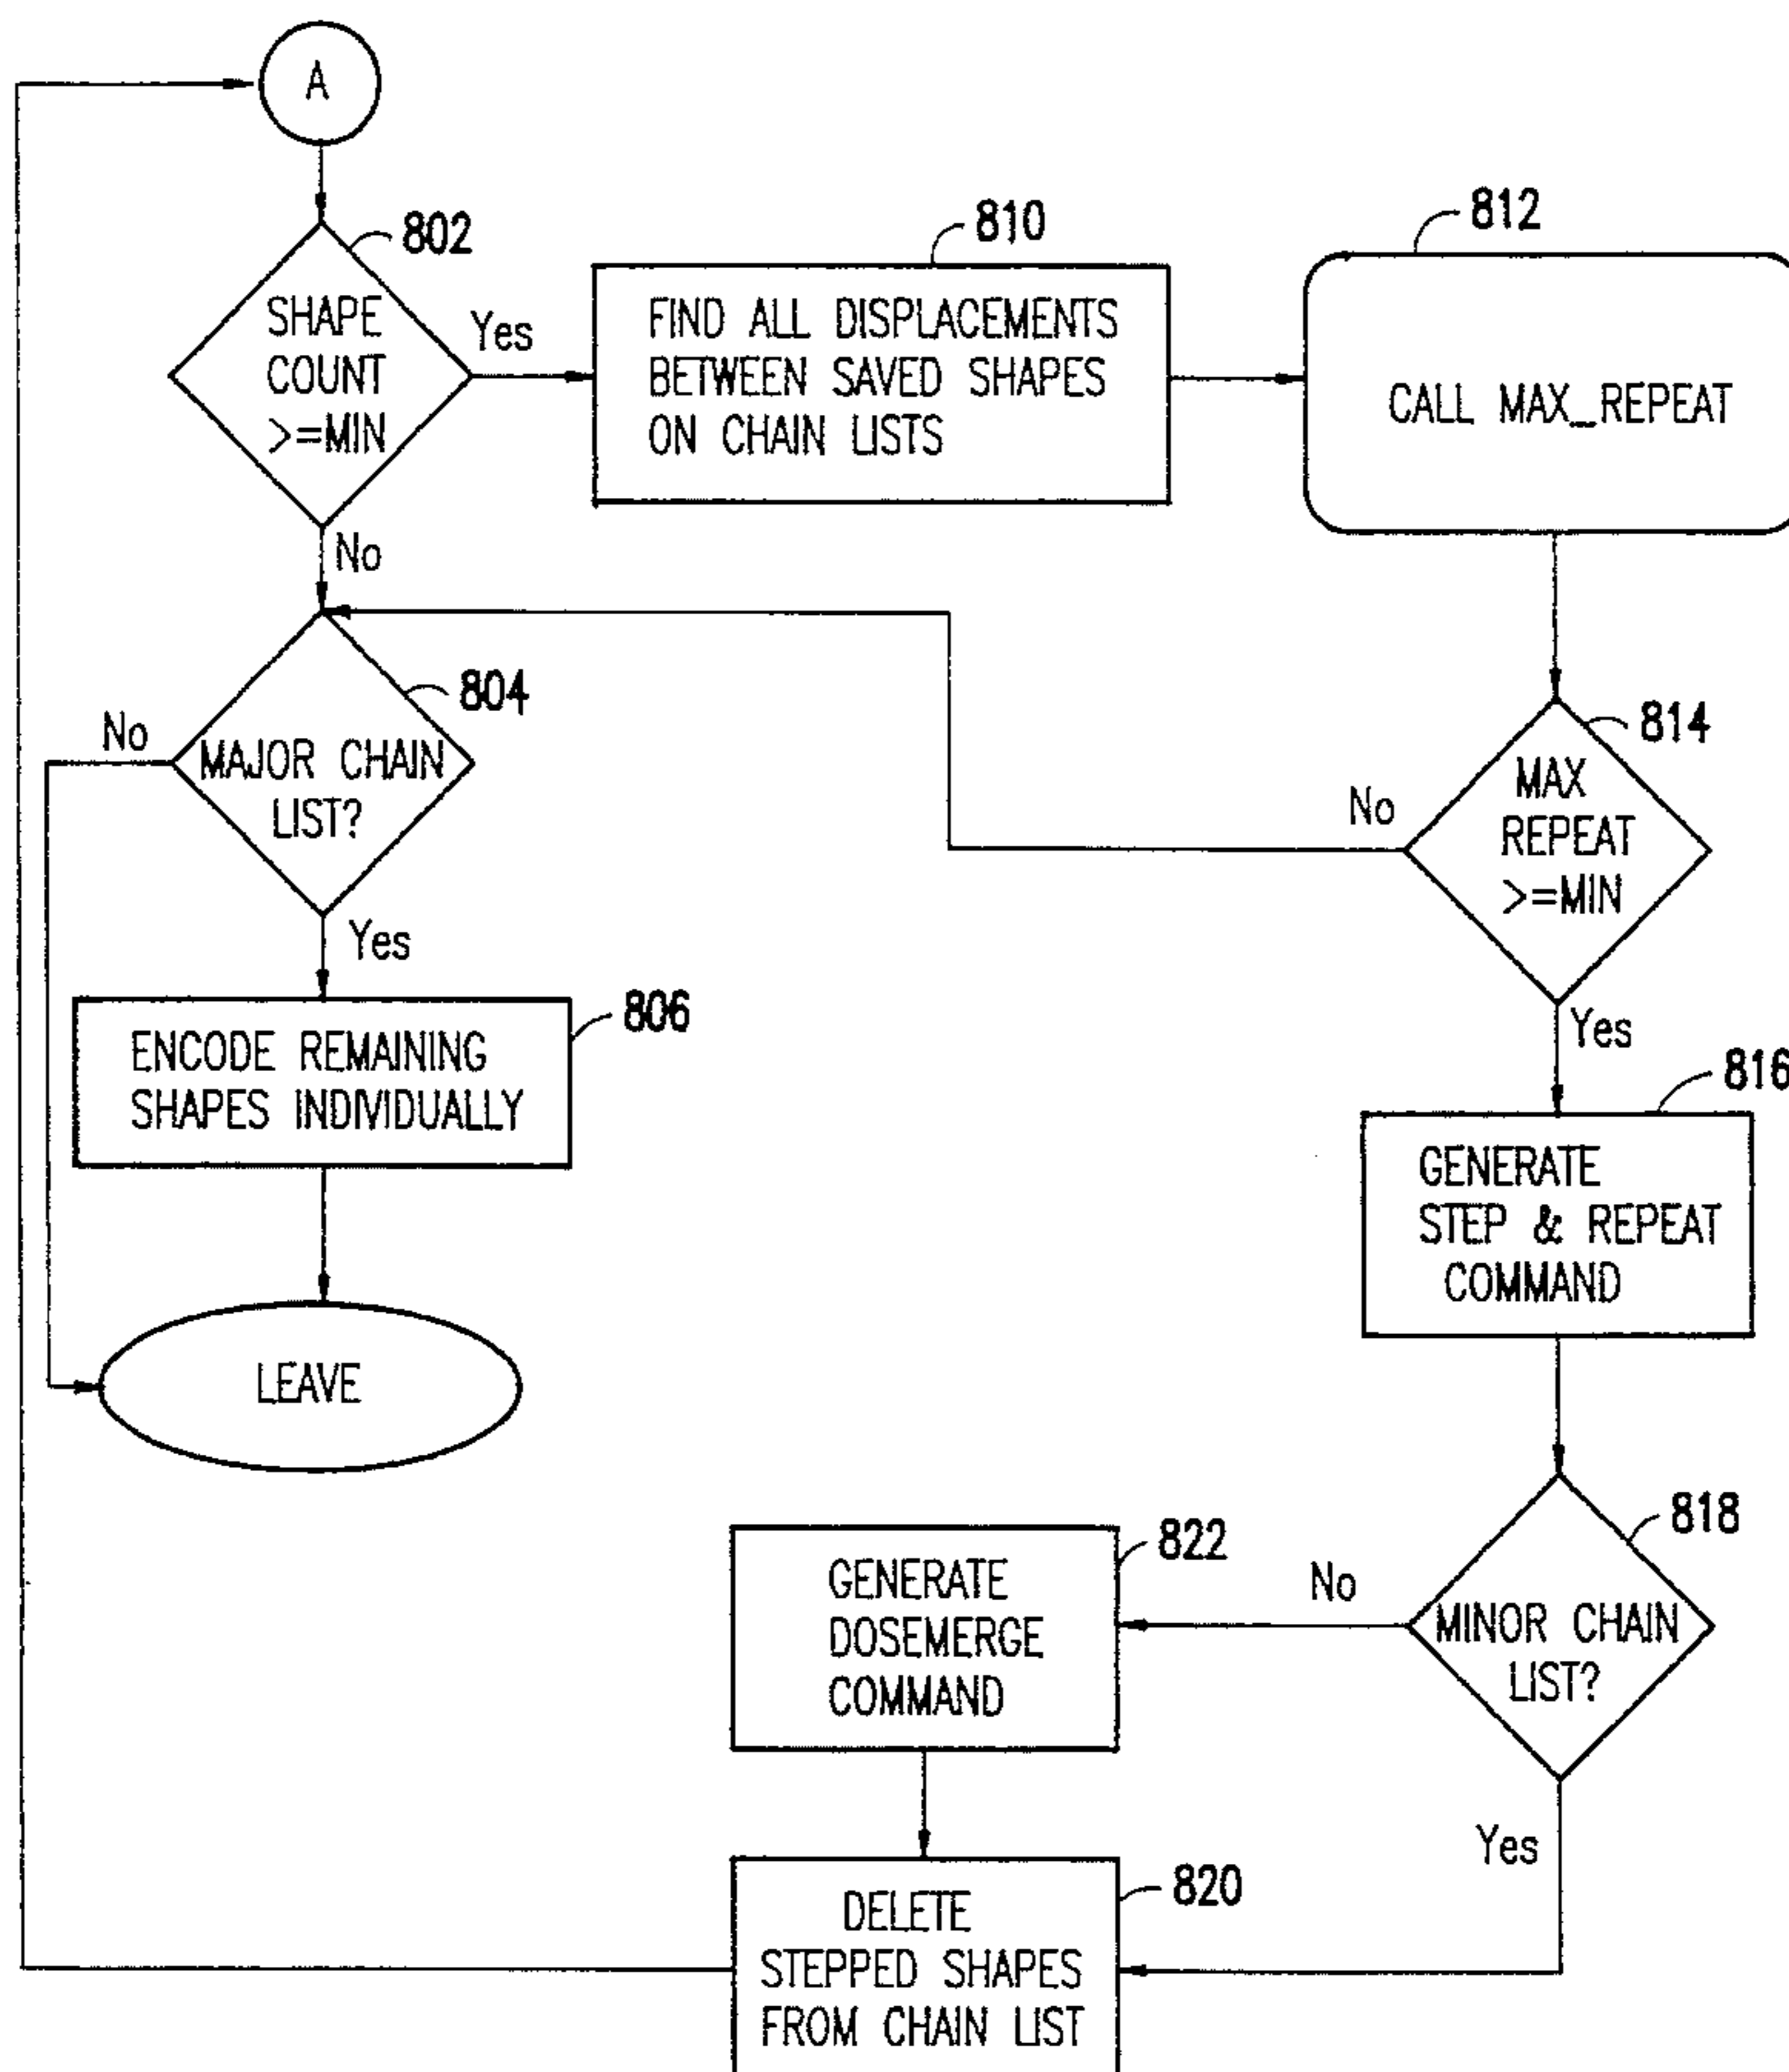 A
802
SHAPE
COUNT
>=MIN
Yes
No
810
FIND ALL DISPLACEMENTS
BETWEEN SAVED SHAPES
ON CHAIN LISTS
812
CALL MAX_REPEAT
804
MAJOR CHAIN
LIST?
No
Yes
814
MAX
REPEAT
>=MIN
No
Yes
806
ENCODE REMAINING
SHAPES INDIVIDUALLY
LEAVE
816
GENERATE
STEP & REPEAT
COMMAND
818
MINOR CHAIN
LIST?
No
Yes
822
GENERATE
DOSEMERGE
COMMAND
820
DELETE
STEPPED SHAPES
FROM CHAIN LIST